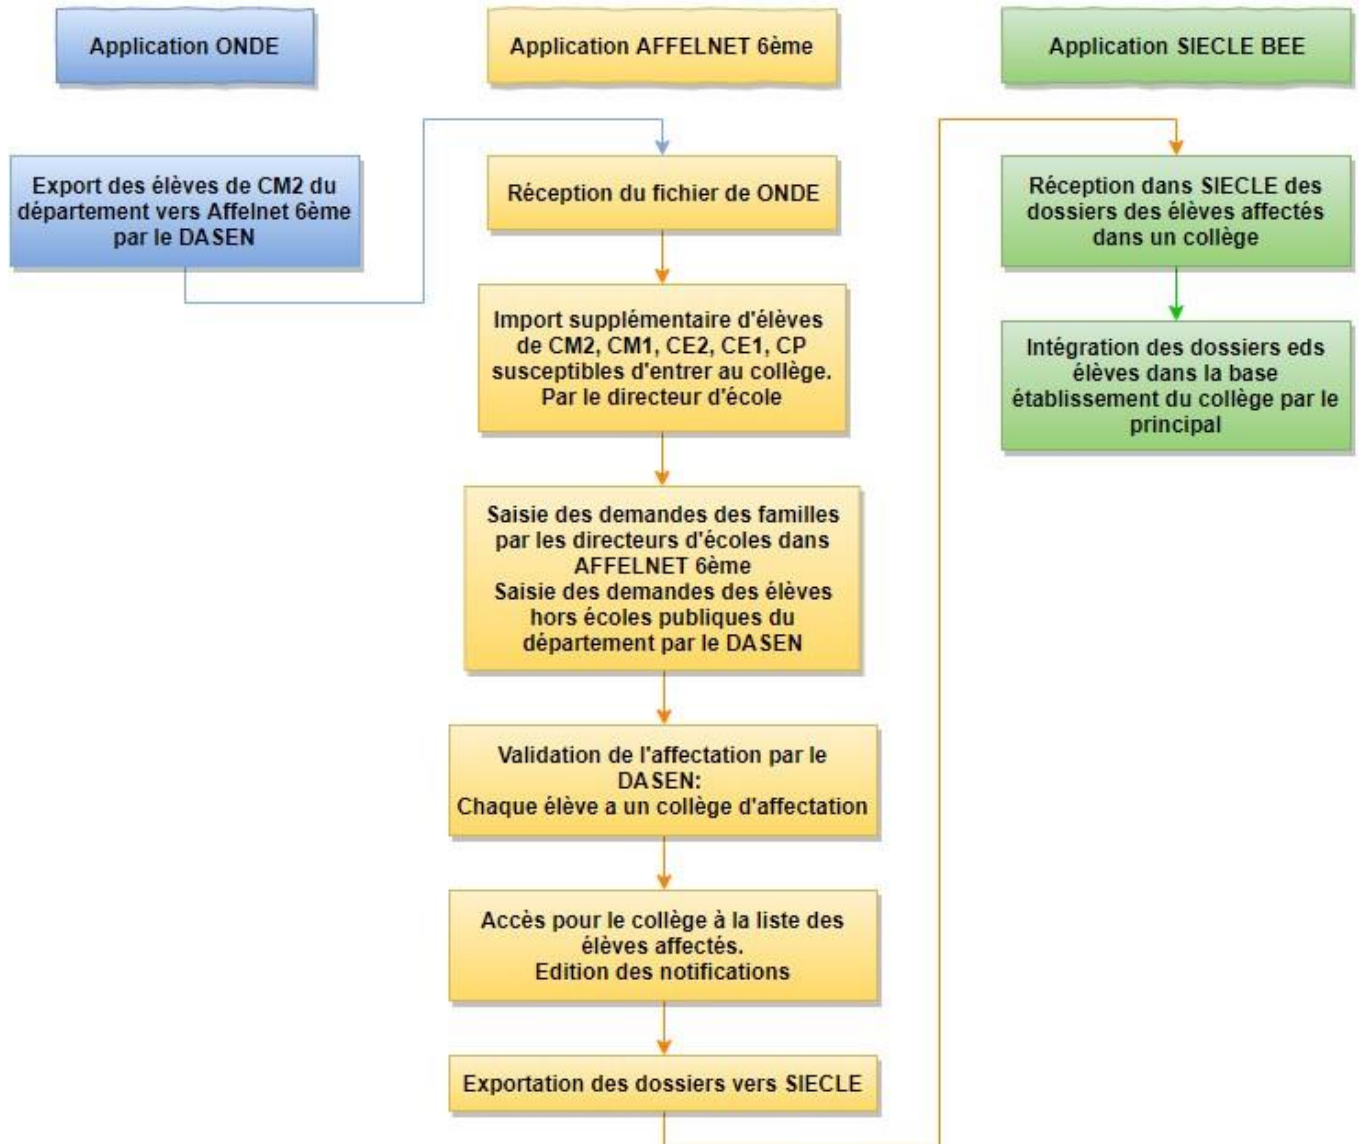 Application ONDE
Application AFFELNET 6ème
Application SIECLE BEE
Export des élèves de CM2 du
département vers Affelnet 6ème
par le DASEN
Réception du fichier de ONDE
Import supplémentaire d'élèves
de CM2, CM1, CE2, CE1, CP
susceptibles d'entrer au collège.
Par le directeur d'école
Saisie des demandes des familles
par les directeurs d'écoles dans
AFFELNET 6ème
Saisie des demandes des élèves
hors écoles publiques du
département par le DASEN
Validation de l'affectation par le
DASEN:
Chaque élève a un collège d'affectation
Accès pour le collège à la liste des
élèves affectés.
Edition des notifications
Exportation des dossiers vers SIECLE
Réception dans SIECLE des
dossiers des élèves affectés
dans un collège
Intégration des dossiers eds
élèves dans la base
établissement du collège par le
principal